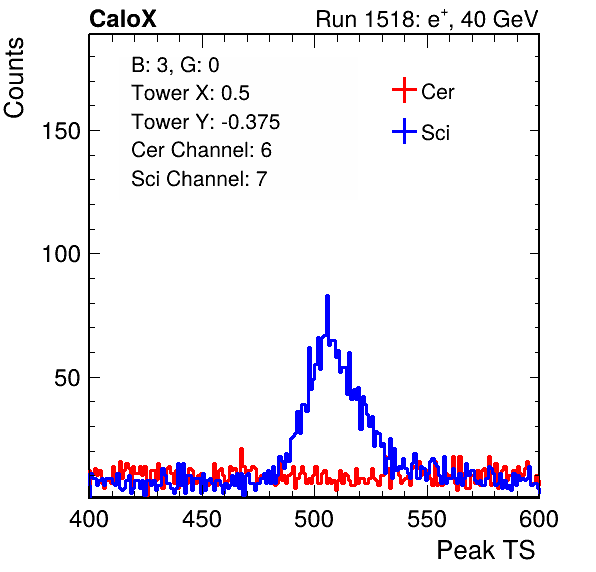 CaloX Run 1518: e⁺, 40 GeV
Counts
B: 3, G: 0
Tower X: 0.5
Tower Y: -0.375
Cer Channel: 6
Sci Channel: 7
Cer
Sci
150
100
50
400 450 500 550 600
Peak TS